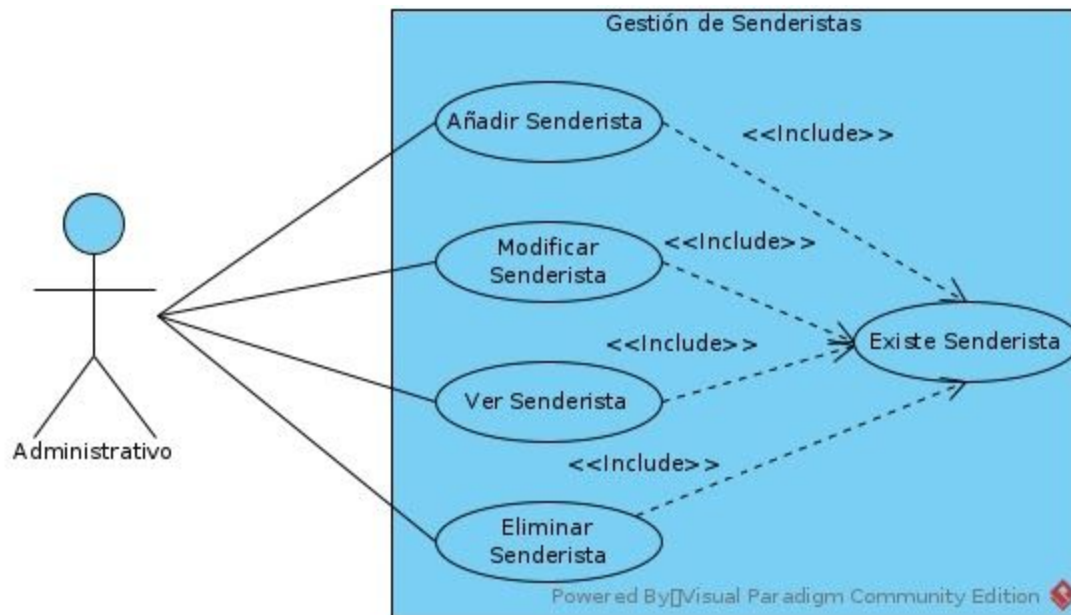 Gestión de Senderistas
Añadir Senderista
<<Include>>
Modificar
Senderista
<<Include>>
Existe Senderista
<<Include>>
Ver Senderista
Administrativo
<<Include>>
Eliminar
Senderista
Powered By▯Visual Paradigm Community Edition